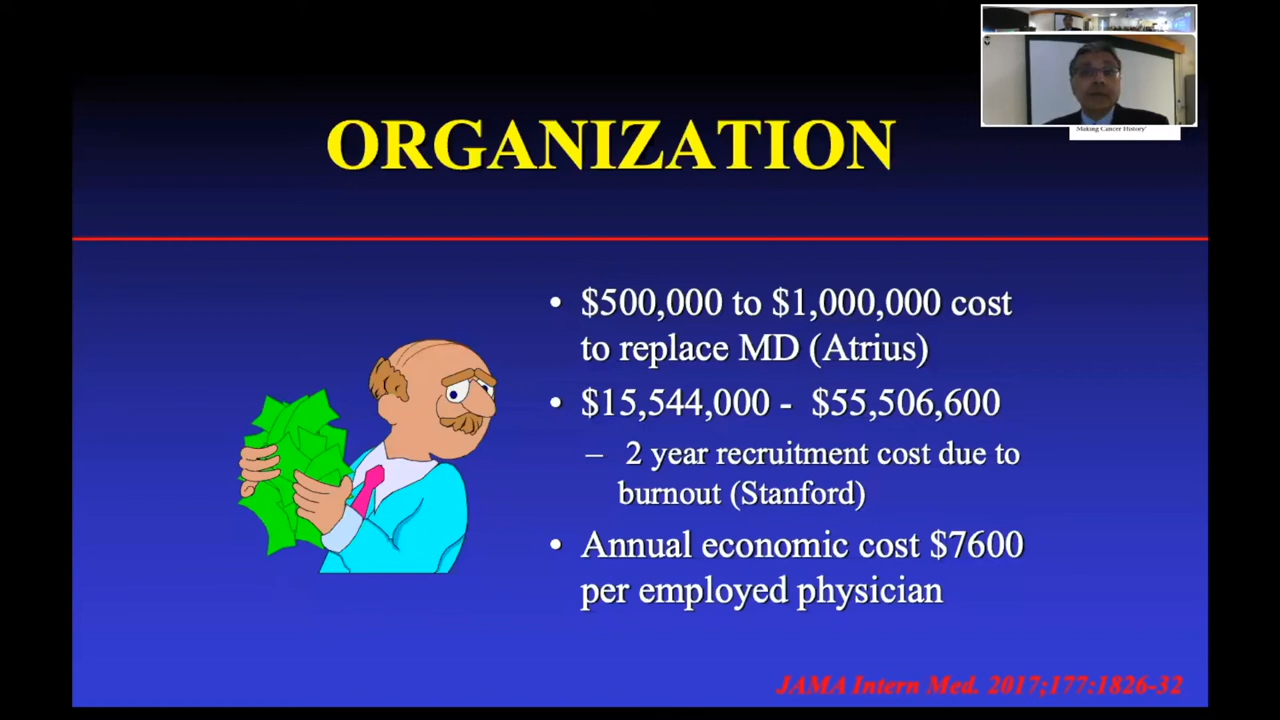 Making Cancer History'
ORGANIZATION
• $500,000 to $1,000,000 cost
to replace MD (Atrius)
• $15,544,000 - $55,506,600
– 2 year recruitment cost due to
burnout (Stanford)
• Annual economic cost $7600
per employed physician
JAMA Intern Med. 2017;177:1826-32